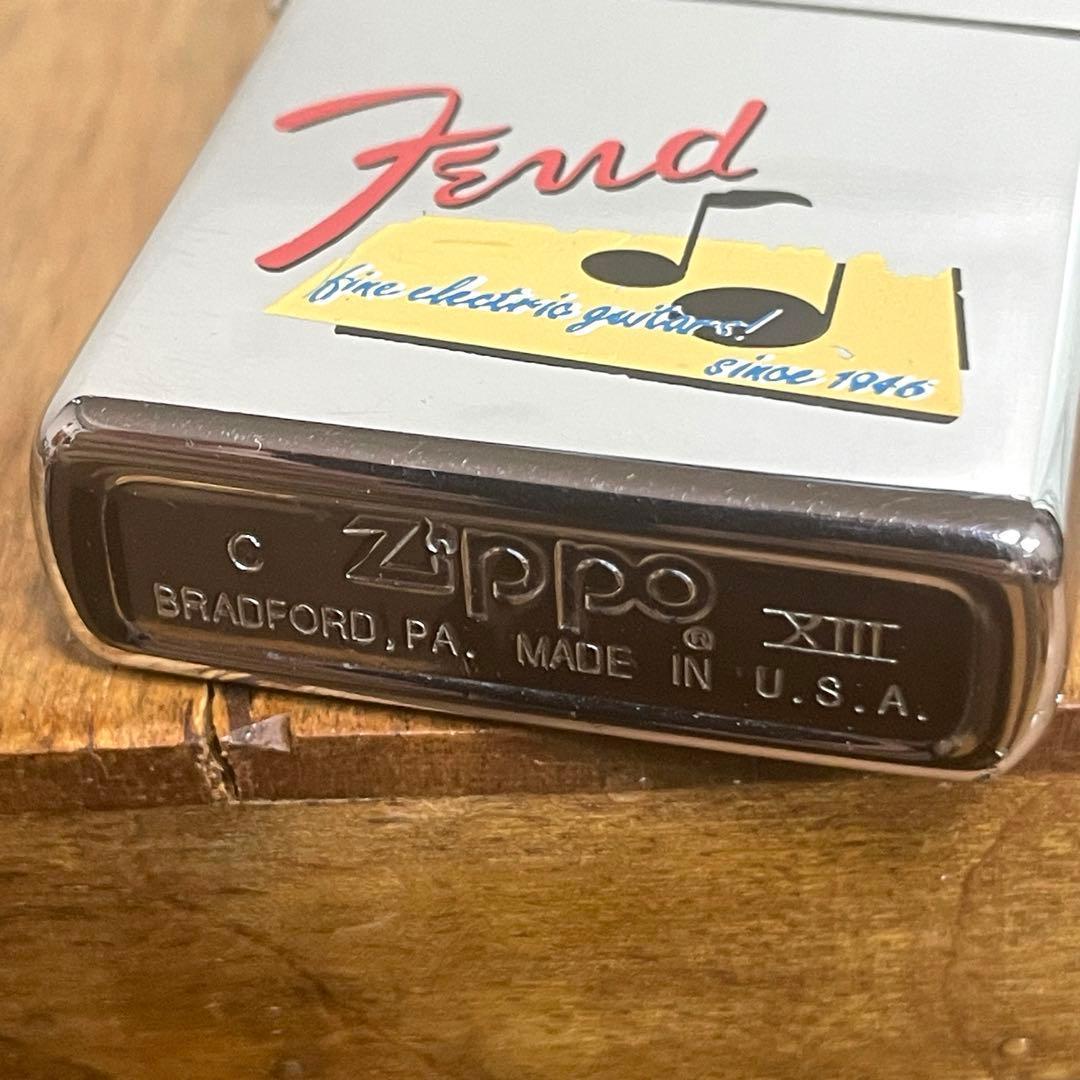 Fend
fine electric guitars!
since 1946
C Zippo ® XIII
BRADFORD, PA. MADE IN U.S.A.